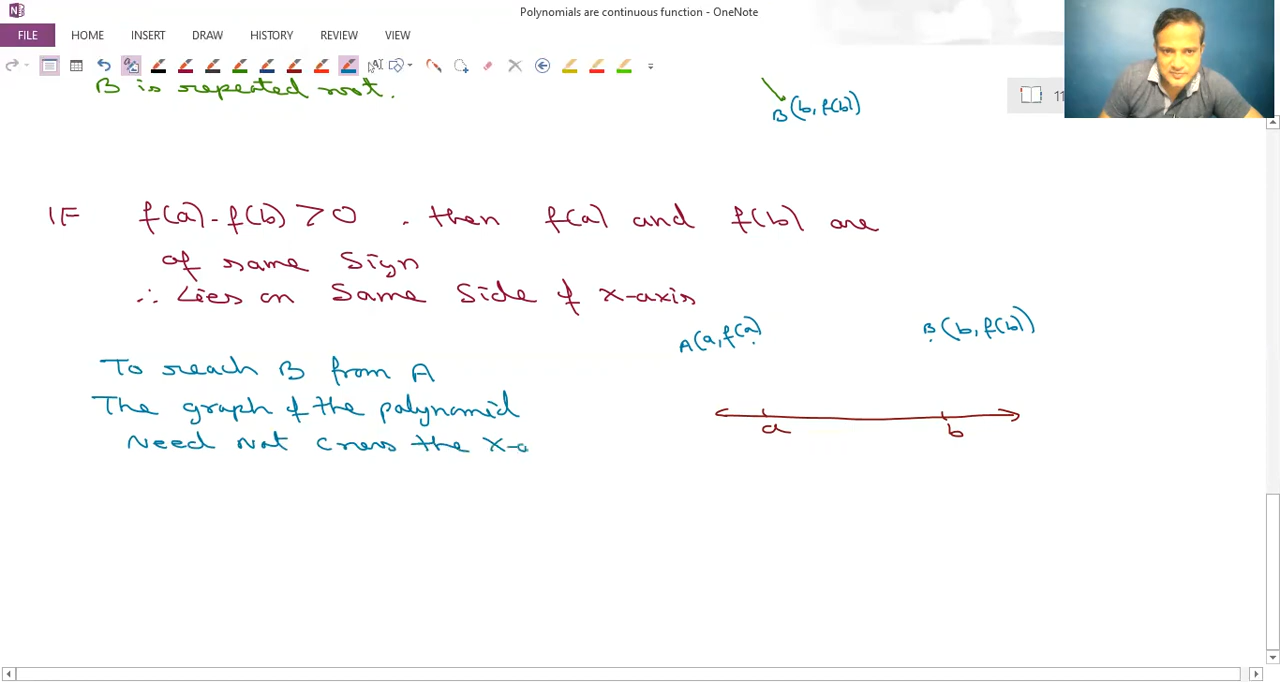 Polynomials are continuous function - OneNote
FILE HOME INSERT DRAW HISTORY REVIEW VIEW
B is repeated root.
B(b, f(b))
11
IF f(a).f(b) > 0 . then f(a) and f(b) are
of same Sign
∴ Lies on Same Side of x-axis
A(a, f(a))
B(b, f(b))
To reach B from A
The graph of the polynomial
Need Not cross the x-a
a b